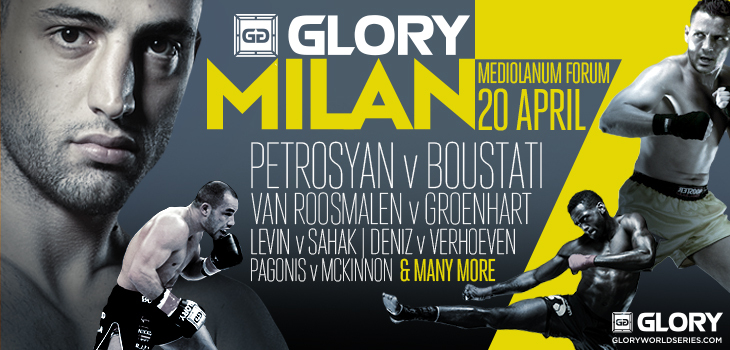 GLORY
MILAN
MEDIOLANUM FORUM
20 APRIL
PETROSYAN v BOUSTATI
VAN ROOSMALEN v GROENHART
LEVIN v SAHAK | DENIZ v VERHOEVEN
PAGONIS v MCKINNON & MANY MORE
GLORY
GLORYWORLDSERIES.COM